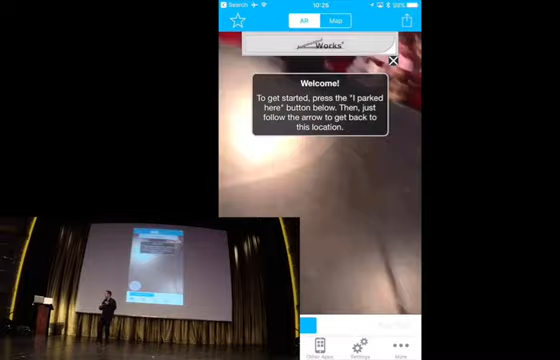 Search
10:26
AR
Map
Works
Welcome!
To get started, press the "I parked
here" button below. Then, just
follow the arrow to get back to
this location.
Other Apps
Settings
More